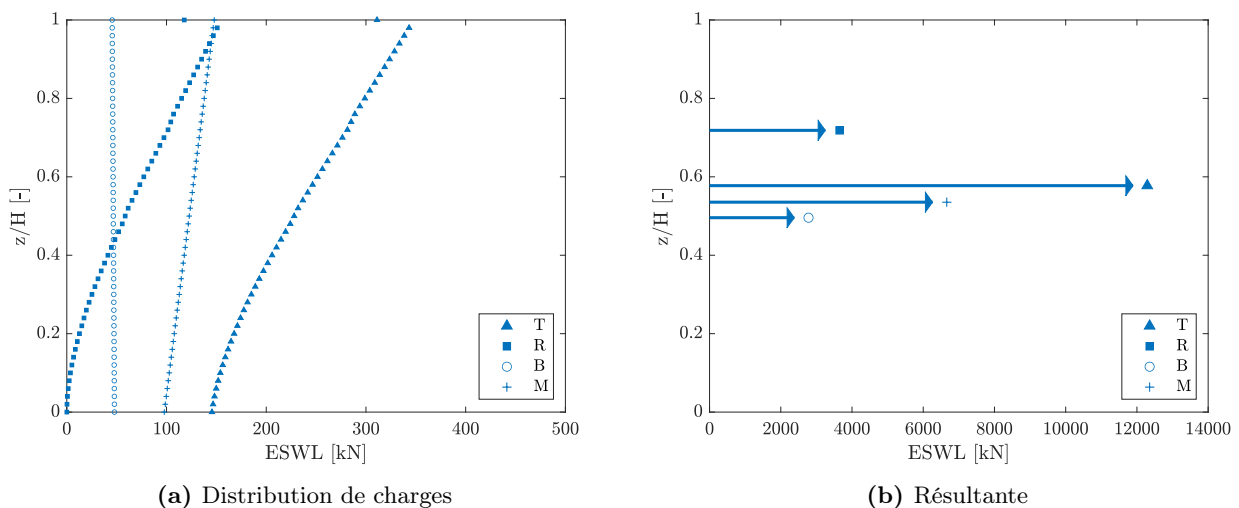 1
0.8
0.6
0.4
0.2
0
z/H [-]
0 100 200 300 400 500
ESWL [kN]
T
R
B
M
(a) Distribution de charges
1
0.8
0.6
0.4
0.2
0
z/H [-]
0 2000 4000 6000 8000 10000 12000 14000
ESWL [kN]
T
R
B
M
(b) Résultante